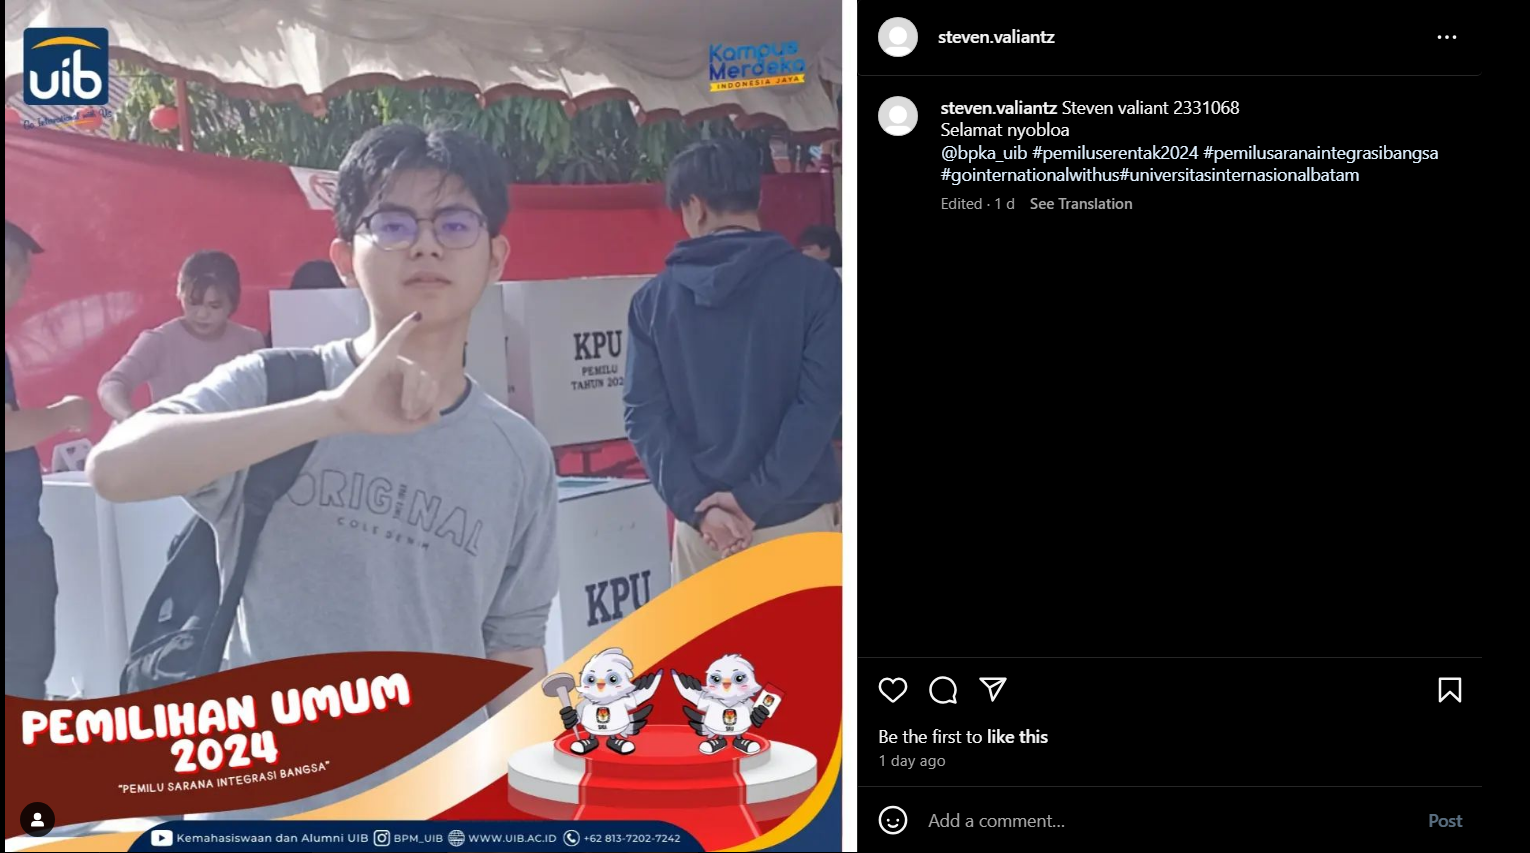 uib
Go International with Us
Kampus
Merdeka
INDONESIA JAYA
KPU
PEMILU
TAHUN 202
ORIGINAL
COLE DENIM
KPU
PEMILIHAN UMUM
2024
"PEMILU SARANA INTEGRASI BANGSA"
Kemahasiswaan dan Alumni UIB BPM_UIB WWW.UIB.AC.ID +62 813-7202-7242
steven.valiantz
steven.valiantz Steven valiant 2331068
Selamat nyobloa
@bpka_uib #pemiluserentak2024 #pemilusaranaintegrasibangsa
#gointernationalwithus#universitasinternasionalbatam
Edited · 1 d See Translation
Be the first to like this
1 day ago
Add a comment... Post